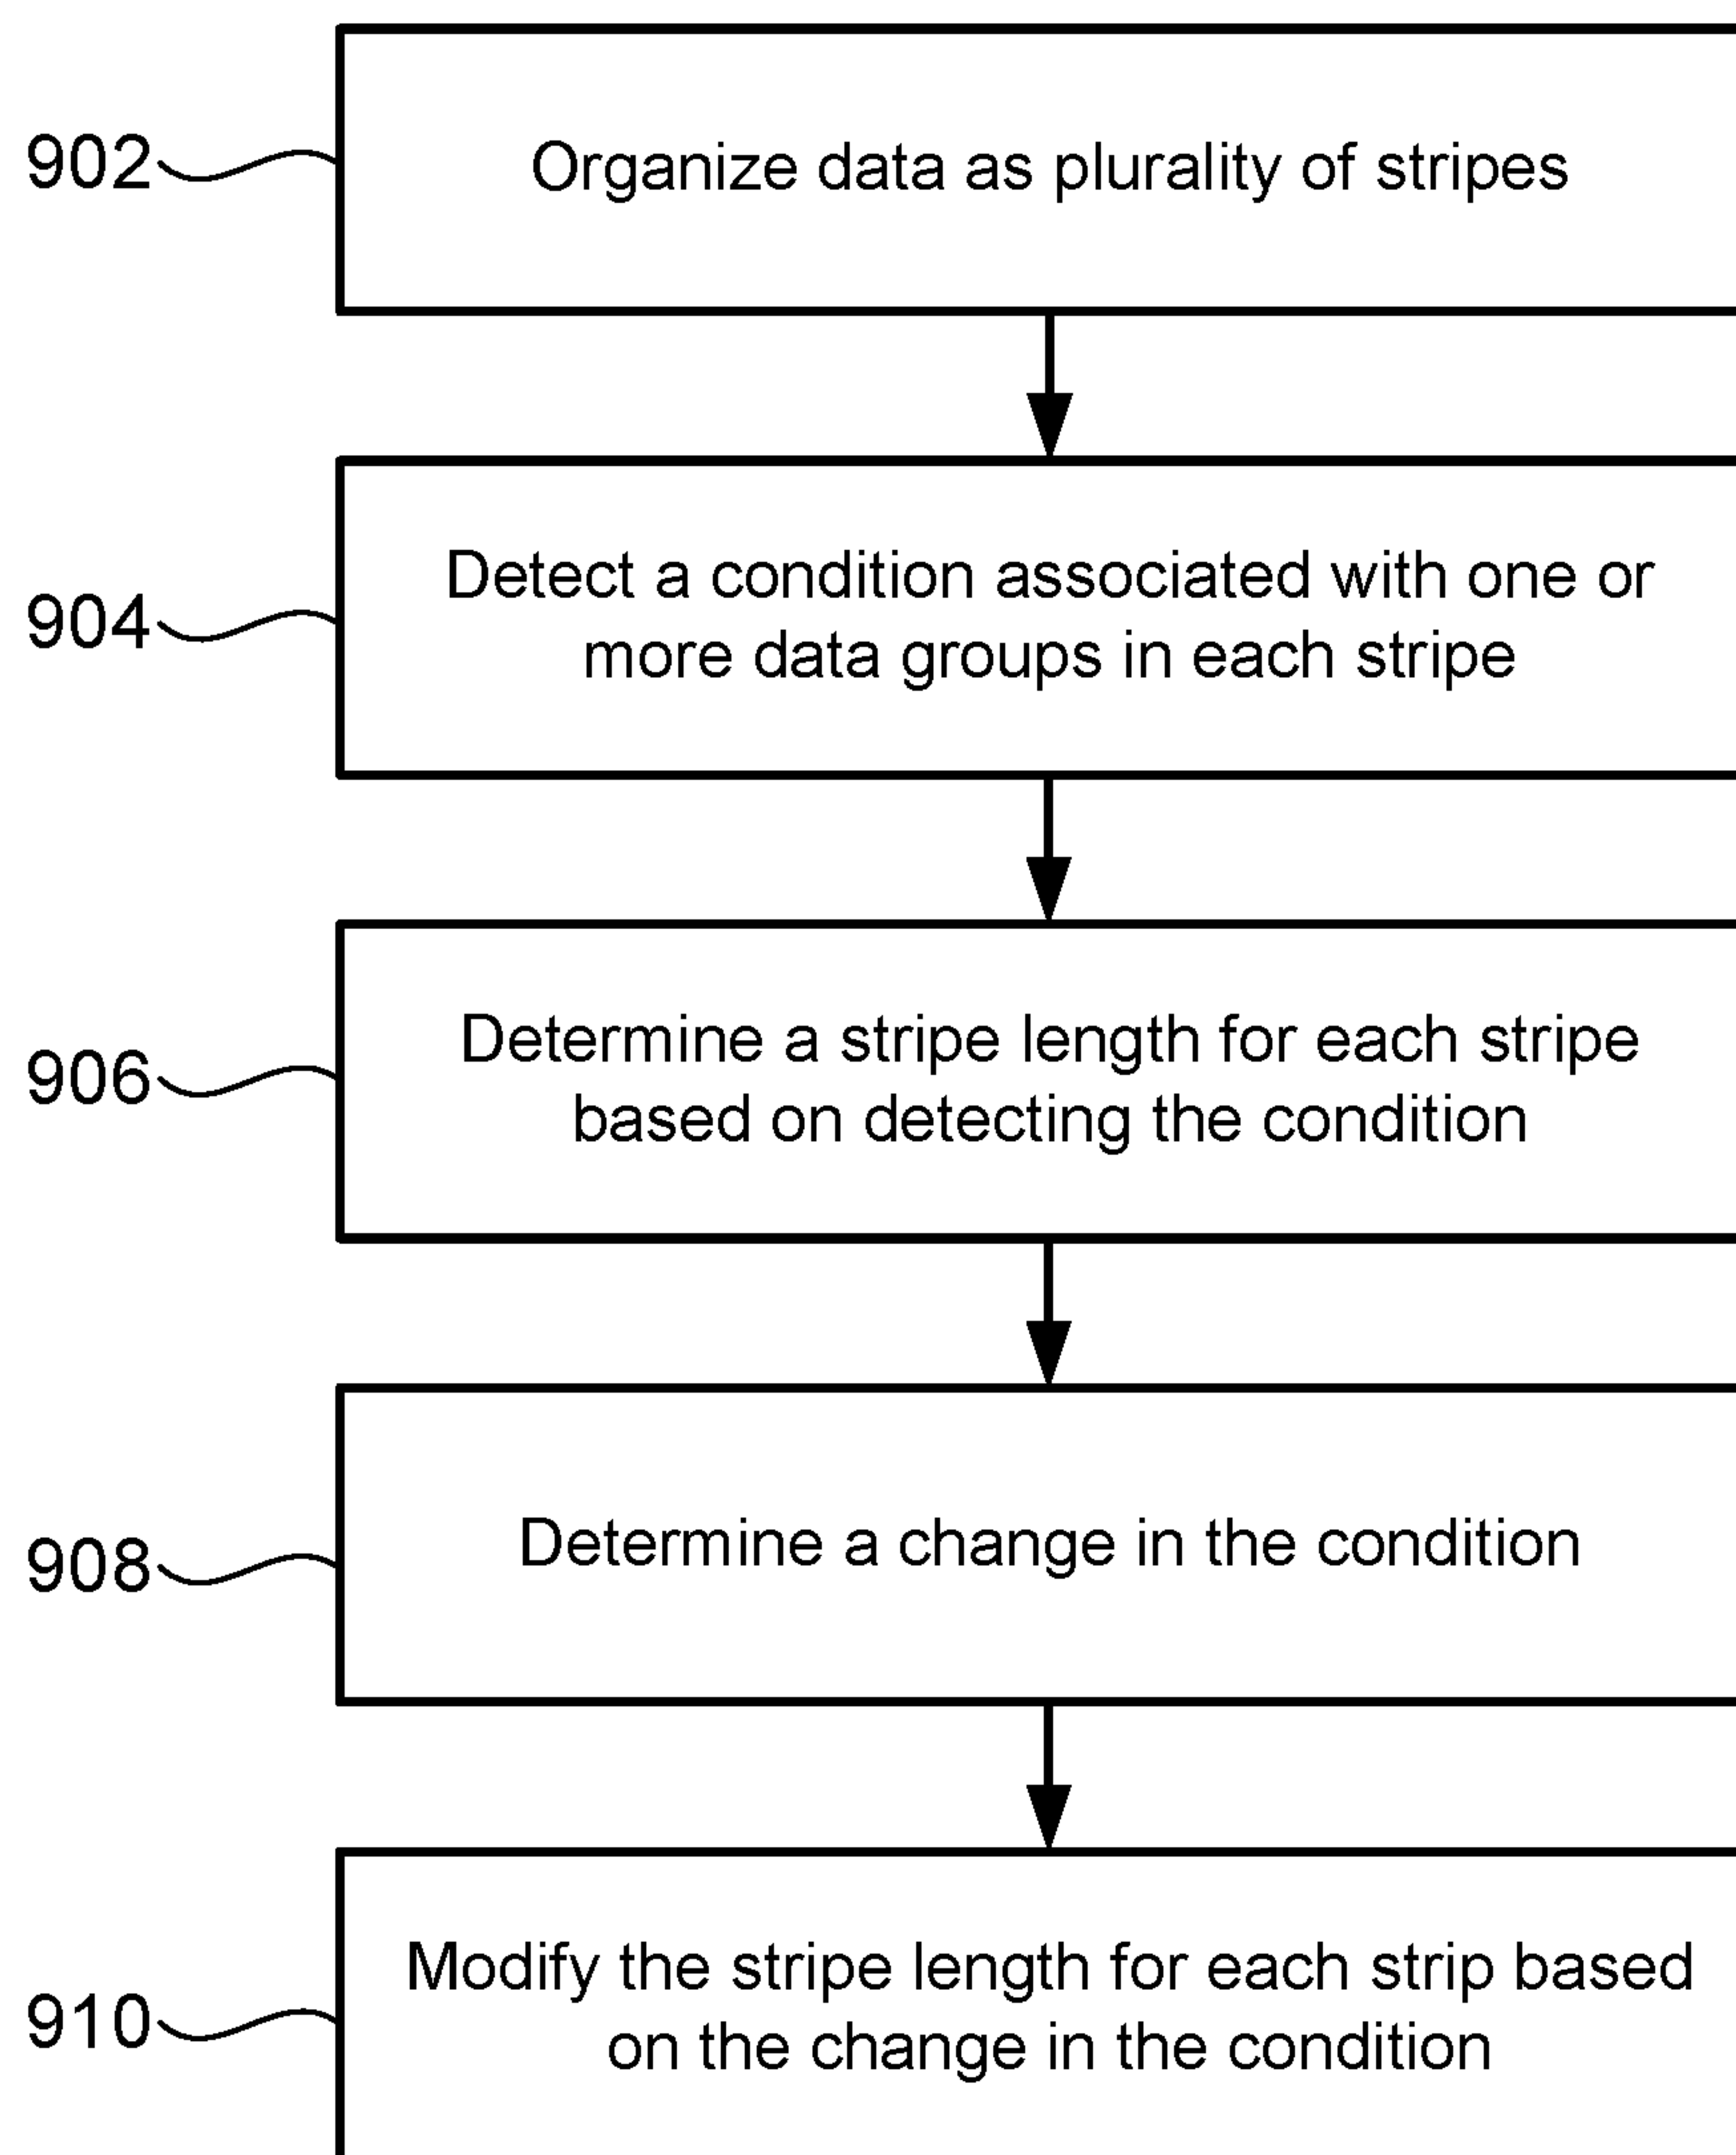 902
Organize data as plurality of stripes
904
Detect a condition associated with one or
more data groups in each stripe
906
Determine a stripe length for each stripe
based on detecting the condition
908
Determine a change in the condition
910
Modify the stripe length for each strip based
on the change in the condition